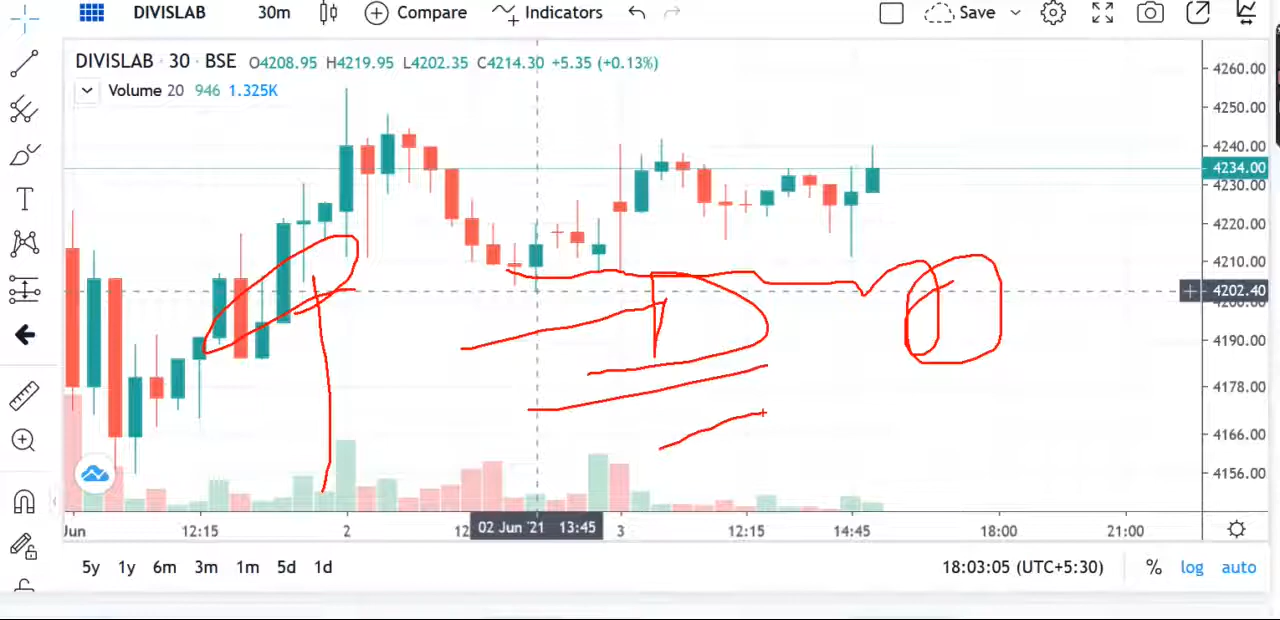 DIVISLAB 30m Compare Indicators Save
DIVISLAB · 30 · BSE O4208.95 H4219.95 L4202.35 C4214.30 +5.35 (+0.13%)
Volume 20 946 1.325K
4260.00
4250.00
4240.00
4234.00
4230.00
4220.00
4210.00
4202.40
4200.00
4190.00
4178.00
4166.00
4156.00
Jun 12:15 2 12 02 Jun '21 13:45 3 12:15 14:45 18:00 21:00
5y 1y 6m 3m 1m 5d 1d 18:03:05 (UTC+5:30) % log auto